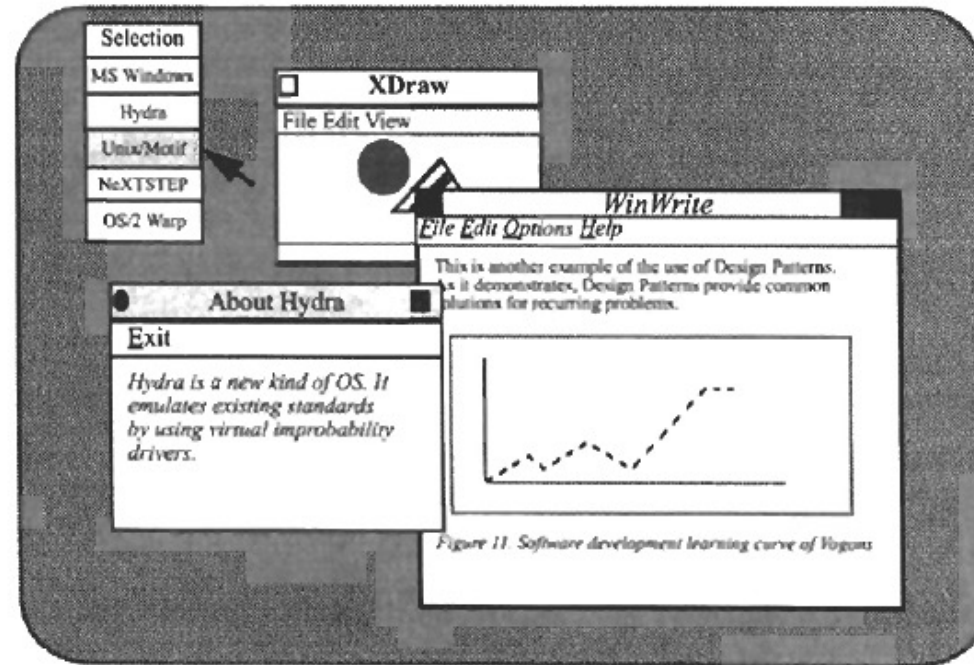 Selection
MS Windows
Hydra
Unix/Motif
NeXTSTEP
OS/2 Warp
XDraw
File Edit View
WinWrite
File Edit Options Help
This is another example of the use of Design Patterns.
As it demonstrates, Design Patterns provide common
solutions for recurring problems.
Figure 11. Software development learning curve of Vogons
About Hydra
Exit
Hydra is a new kind of OS. It
emulates existing standards
by using virtual improbability
drivers.